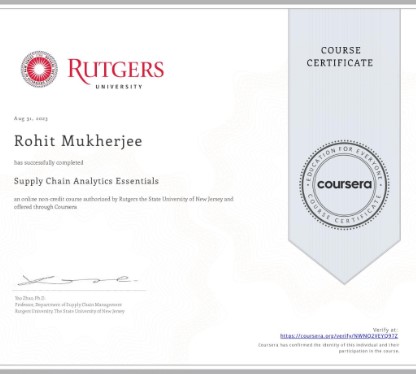 RUTGERS
UNIVERSITY
COURSE
CERTIFICATE
Aug 31, 2023
Rohit Mukherjee
has successfully completed
Supply Chain Analytics Essentials
an online non-credit course authorized by Rutgers the State University of New Jersey and
offered through Coursera
EDUCATION FOR EVERYONE
coursera
COURSE CERTIFICATE
Yao Zhao, Ph.D.
Professor, Department of Supply Chain Management
Rutgers University, The State University of New Jersey
Verify at:
https://coursera.org/verify/
Coursera has confirmed the identity of this individual and their
participation in the course.